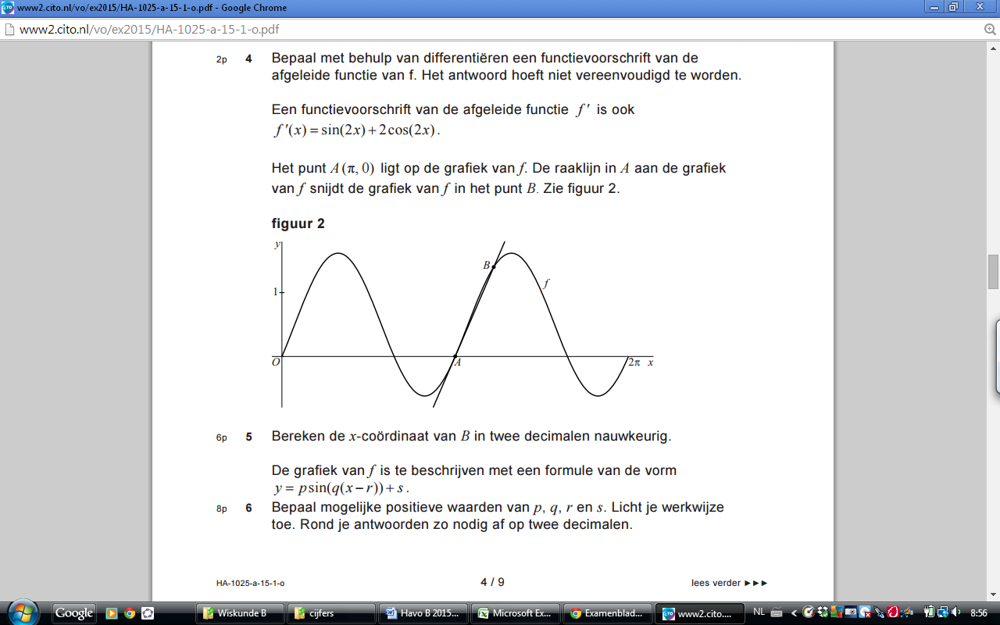 www2.cito.nl/vo/ex2015/HA-1025-a-15-1-o.pdf - Google Chrome
www2.cito.nl/vo/ex2015/HA-1025-a-15-1-o.pdf
2p 4 Bepaal met behulp van differentiëren een functievoorschrift van de
afgeleide functie van f. Het antwoord hoeft niet vereenvoudigd te worden.
Een functievoorschrift van de afgeleide functie f' is ook
f'(x) = sin(2x) + 2cos(2x).
Het punt A(π, 0) ligt op de grafiek van f. De raaklijn in A aan de grafiek
van f snijdt de grafiek van f in het punt B. Zie figuur 2.
figuur 2
y
B
f
1
O
A
2π x
6p 5 Bereken de x-coördinaat van B in twee decimalen nauwkeurig.
De grafiek van f is te beschrijven met een formule van de vorm
y = p sin(q(x − r)) + s.
8p 6 Bepaal mogelijke positieve waarden van p, q, r en s. Licht je werkwijze
toe. Rond je antwoorden zo nodig af op twee decimalen.
HA-1025-a-15-1-o 4 / 9 lees verder ►►►
Google Wiskunde B cijfers Havo B 2015... Microsoft Ex... Examenblad... www2.cito.... NL 8:56